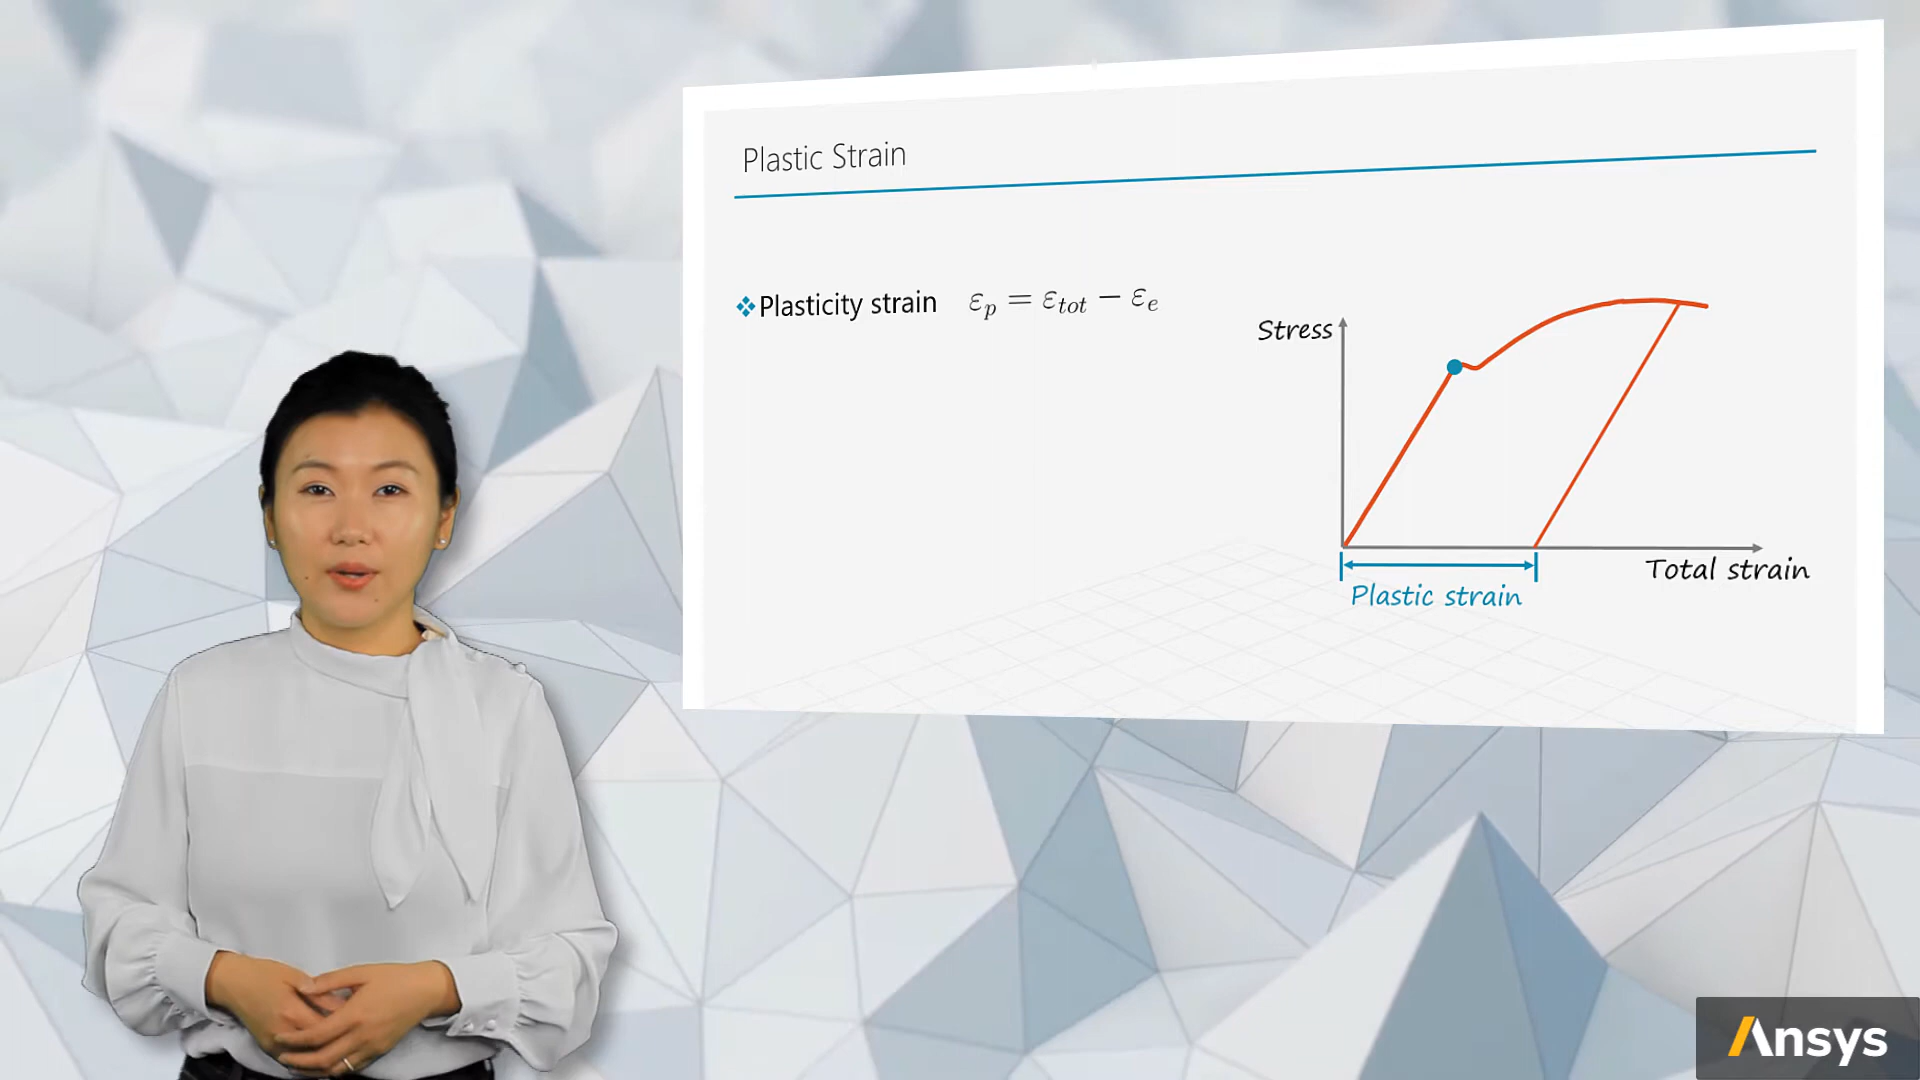 Plastic Strain
Plasticity strain εₚ = εₜₒₜ − εₑ
Stress
Total strain
Plastic strain
Ansys